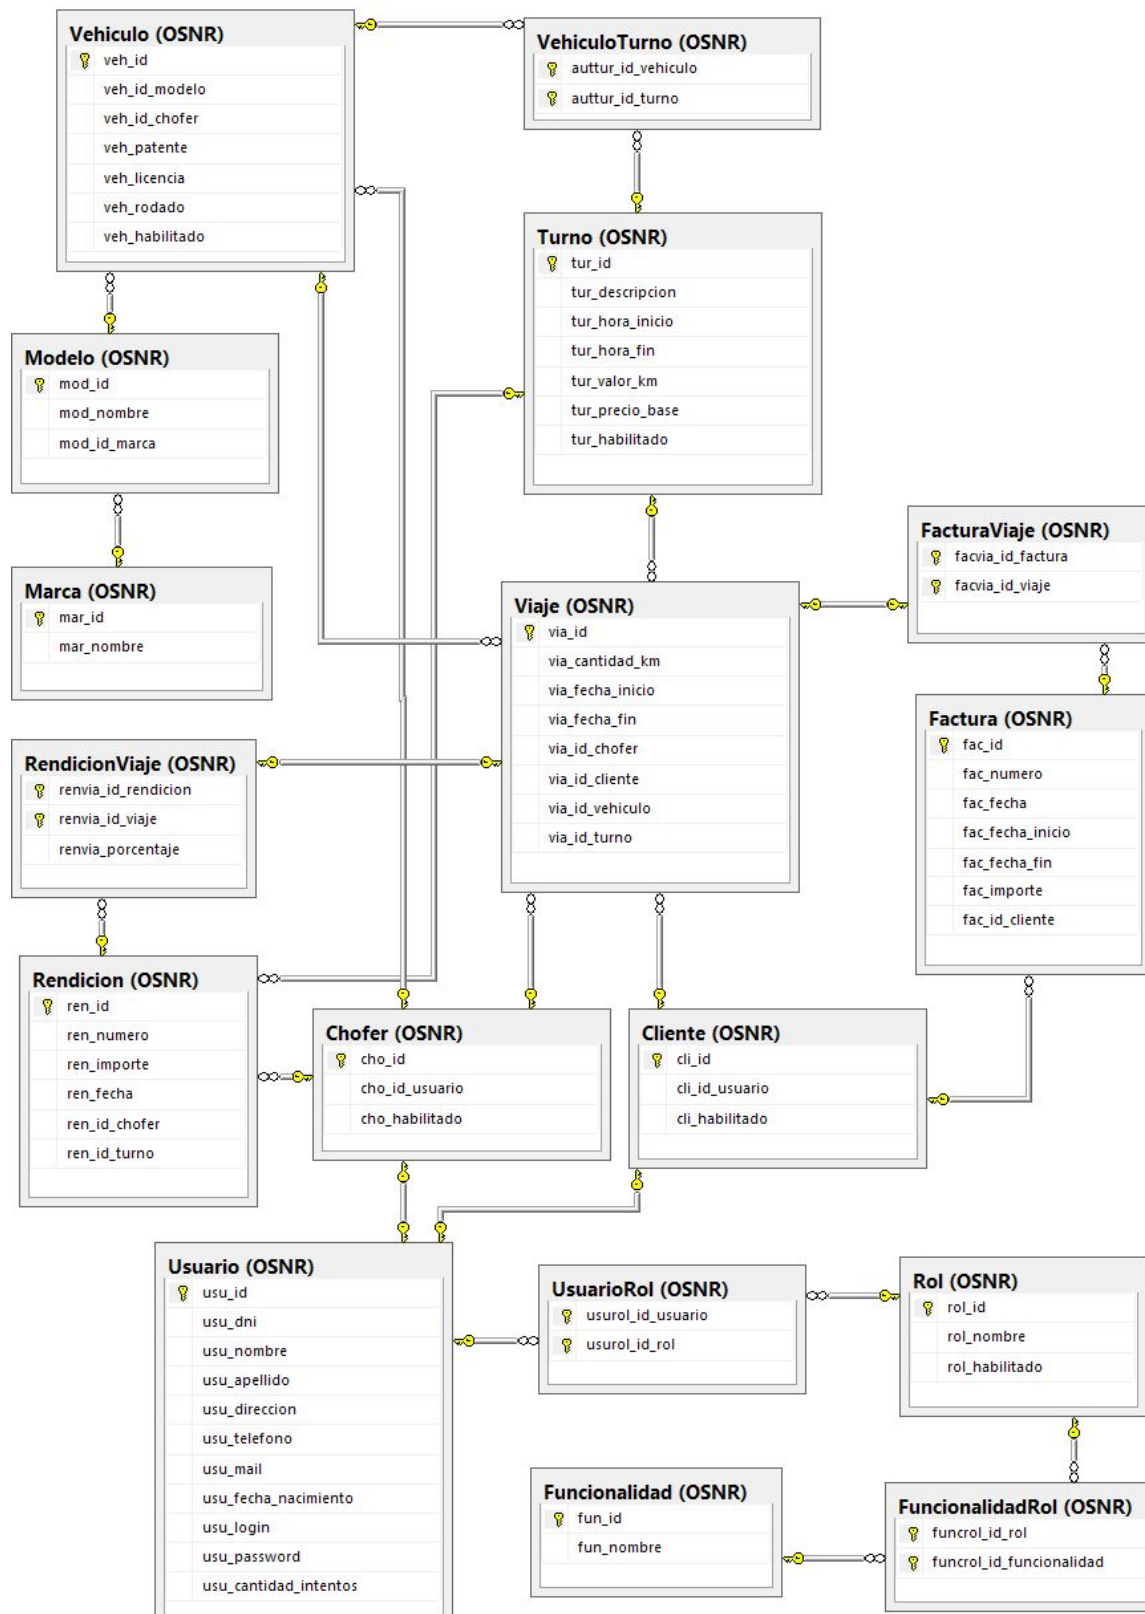 Vehiculo (OSNR)
veh_id
veh_id_modelo
veh_id_chofer
veh_patente
veh_licencia
veh_rodado
veh_habilitado
VehiculoTurno (OSNR)
auttur_id_vehiculo
auttur_id_turno
Turno (OSNR)
tur_id
tur_descripcion
tur_hora_inicio
tur_hora_fin
tur_valor_km
tur_precio_base
tur_habilitado
Modelo (OSNR)
mod_id
mod_nombre
mod_id_marca
Marca (OSNR)
mar_id
mar_nombre
FacturaViaje (OSNR)
facvia_id_factura
facvia_id_viaje
Viaje (OSNR)
via_id
via_cantidad_km
via_fecha_inicio
via_fecha_fin
via_id_chofer
via_id_cliente
via_id_vehiculo
via_id_turno
Factura (OSNR)
fac_id
fac_numero
fac_fecha
fac_fecha_inicio
fac_fecha_fin
fac_importe
fac_id_cliente
RendicionViaje (OSNR)
renvia_id_rendicion
renvia_id_viaje
renvia_porcentaje
Rendicion (OSNR)
ren_id
ren_numero
ren_importe
ren_fecha
ren_id_chofer
ren_id_turno
Chofer (OSNR)
cho_id
cho_id_usuario
cho_habilitado
Cliente (OSNR)
cli_id
cli_id_usuario
cli_habilitado
Usuario (OSNR)
usu_id
usu_dni
usu_nombre
usu_apellido
usu_direccion
usu_telefono
usu_mail
usu_fecha_nacimiento
usu_login
usu_password
usu_cantidad_intentos
UsuarioRol (OSNR)
usurol_id_usuario
usurol_id_rol
Rol (OSNR)
rol_id
rol_nombre
rol_habilitado
Funcionalidad (OSNR)
fun_id
fun_nombre
FuncionalidadRol (OSNR)
funcrol_id_rol
funcrol_id_funcionalidad